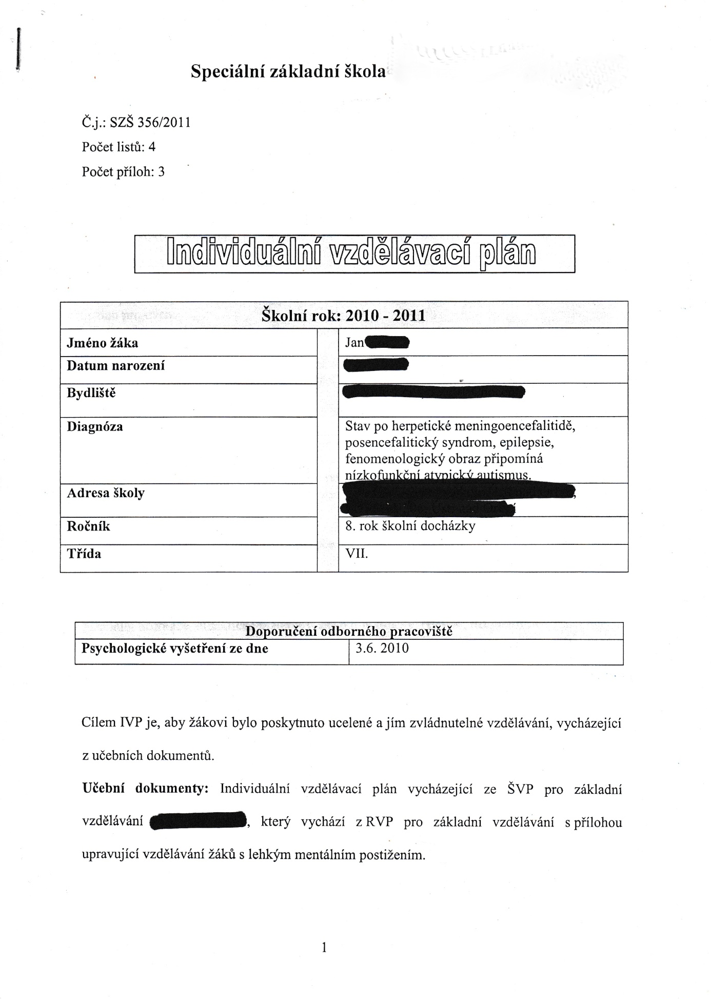 Speciální základní škola
Č.j.: SZŠ 356/2011
Počet listů: 4
Počet příloh: 3
Individuální vzdělávací plán
Školní rok: 2010 - 2011
Jméno žáka Jan
Datum narození
Bydliště
Diagnóza Stav po herpetické meningoencefalitidě,
posencefalitický syndrom, epilepsie,
fenomenologický obraz připomíná
nízkofunkční atypický autismus.
Adresa školy
Ročník 8. rok školní docházky
Třída VII.
Doporučení odborného pracoviště
Psychologické vyšetření ze dne 3.6. 2010
Cílem IVP je, aby žákovi bylo poskytnuto ucelené a jím zvládnutelné vzdělávání, vycházející
z učebních dokumentů.
Učební dokumenty: Individuální vzdělávací plán vycházející ze ŠVP pro základní
vzdělávání , který vychází z RVP pro základní vzdělávání s přílohou
upravující vzdělávání žáků s lehkým mentálním postižením.
1